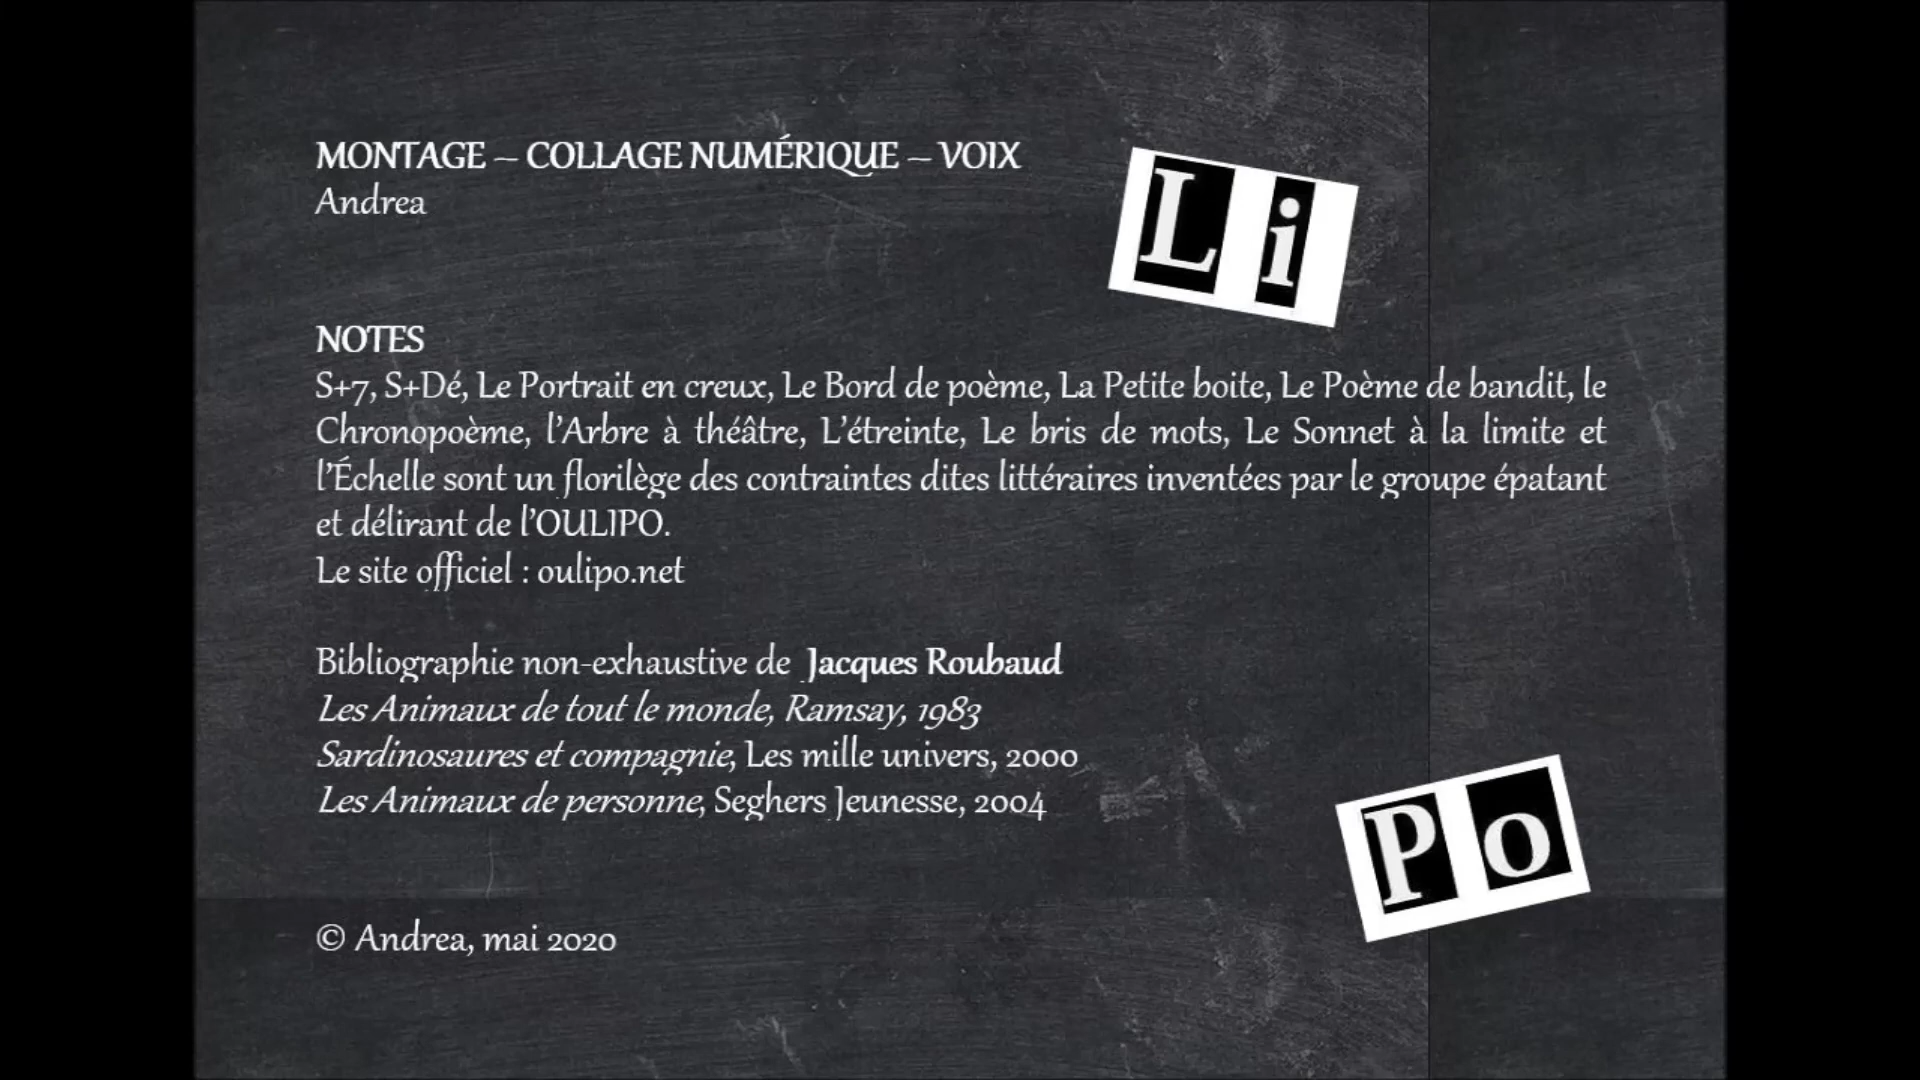 MONTAGE – COLLAGE NUMÉRIQUE – VOIX
Andrea
Li
NOTES
S+7, S+Dé, Le Portrait en creux, Le Bord de poème, La Petite boite, Le Poème de bandit, le
Chronopoème, l’Arbre à théâtre, L’étreinte, Le bris de mots, Le Sonnet à la limite et
l’Échelle sont un florilège des contraintes dites littéraires inventées par le groupe épatant
et délirant de l’OULIPO.
Le site officiel : oulipo.net
Bibliographie non-exhaustive de Jacques Roubaud
Les Animaux de tout le monde, Ramsay, 1983
Sardinosaures et compagnie, Les mille univers, 2000
Les Animaux de personne, Seghers Jeunesse, 2004
Po
© Andrea, mai 2020